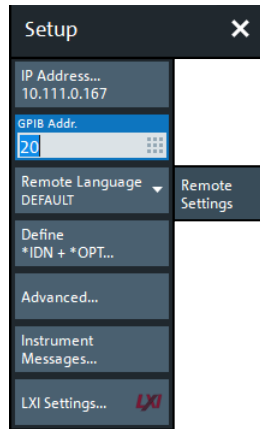 Setup
IP Address...
10.111.0.167
GPIB Addr.
20
Remote Language
DEFAULT
Remote
Settings
Define
*IDN + *OPT...
Advanced...
Instrument
Messages...
LXI Settings...
LXI